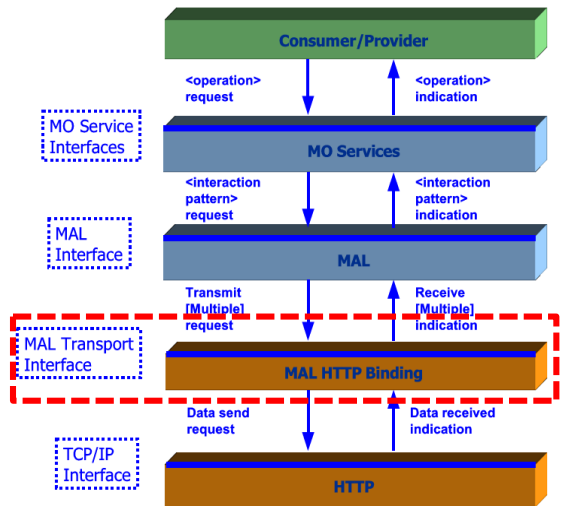 Consumer/Provider
<operation>
request
<operation>
indication
MO Service
Interfaces
MO Services
<interaction
pattern>
request
<interaction
pattern>
indication
MAL
Interface
MAL
Transmit
[Multiple]
request
Receive
[Multiple]
indication
MAL Transport
Interface
MAL HTTP Binding
Data send
request
Data received
indication
TCP/IP
Interface
HTTP